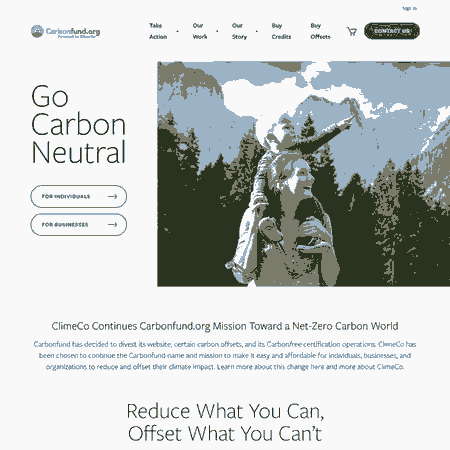 Sign In
Carbonfund.org
Take Action
Our Work
Our Story
Buy Credits
Buy Offsets
CONTACT US
Go
Carbon
Neutral
FOR INDIVIDUALS
FOR BUSINESSES
ClimeCo Continues Carbonfund.org Mission Toward a Net-Zero Carbon World
Carbonfund has decided to divest its website, certain carbon offsets, and its Carbonfree certification operations. ClimeCo has
been chosen to continue the Carbonfund name and mission to make it easy and affordable for individuals, businesses, and
organizations to reduce and offset their climate impact. Learn more about this change here and more about ClimeCo.
Reduce What You Can,
Offset What You Can't